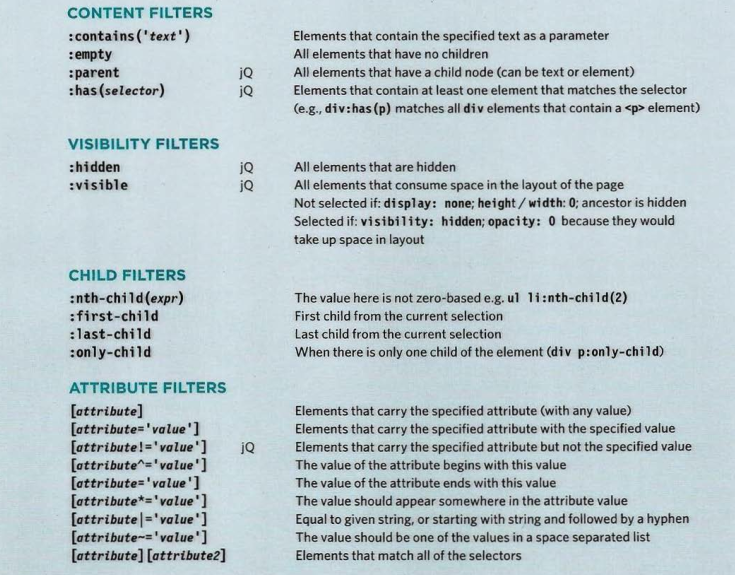 CONTENT FILTERS
:contains('text') Elements that contain the specified text as a parameter
:empty All elements that have no children
:parent jQ All elements that have a child node (can be text or element)
:has(selector) jQ Elements that contain at least one element that matches the selector
(e.g., div:has(p) matches all div elements that contain a <p> element)
VISIBILITY FILTERS
:hidden jQ All elements that are hidden
:visible jQ All elements that consume space in the layout of the page
Not selected if: display: none; height / width: 0; ancestor is hidden
Selected if: visibility: hidden; opacity: 0 because they would
take up space in layout
CHILD FILTERS
:nth-child(expr) The value here is not zero-based e.g. ul li:nth-child(2)
:first-child First child from the current selection
:last-child Last child from the current selection
:only-child When there is only one child of the element (div p:only-child)
ATTRIBUTE FILTERS
[attribute] Elements that carry the specified attribute (with any value)
[attribute='value'] Elements that carry the specified attribute with the specified value
[attribute!='value'] jQ Elements that carry the specified attribute but not the specified value
[attribute^='value'] The value of the attribute begins with this value
[attribute='value'] The value of the attribute ends with this value
[attribute*='value'] The value should appear somewhere in the attribute value
[attribute|='value'] Equal to given string, or starting with string and followed by a hyphen
[attribute~='value'] The value should be one of the values in a space separated list
[attribute][attribute2] Elements that match all of the selectors